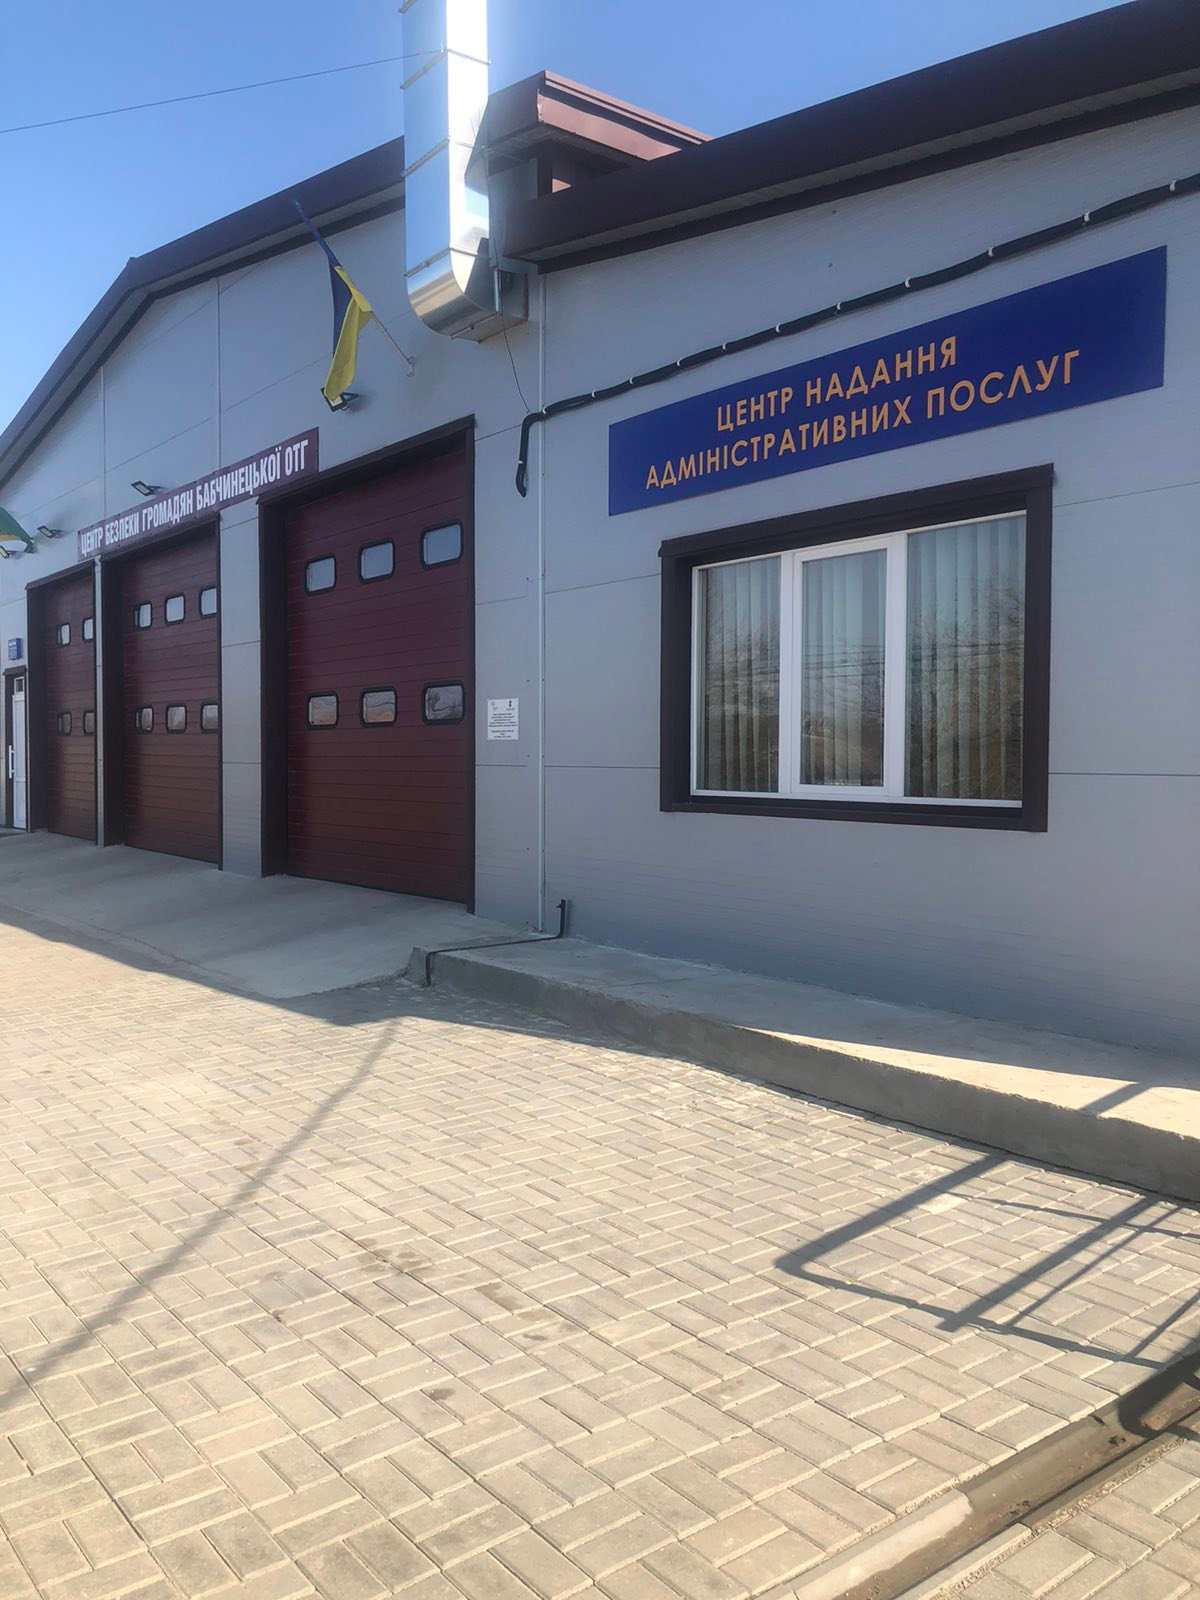 ЦЕНТР БЕЗПЕКИ ГРОМАДЯН БАБЧИНЕЦЬКОЇ ОТГ
ЦЕНТР НАДАННЯ
АДМІНІСТРАТИВНИХ ПОСЛУГ